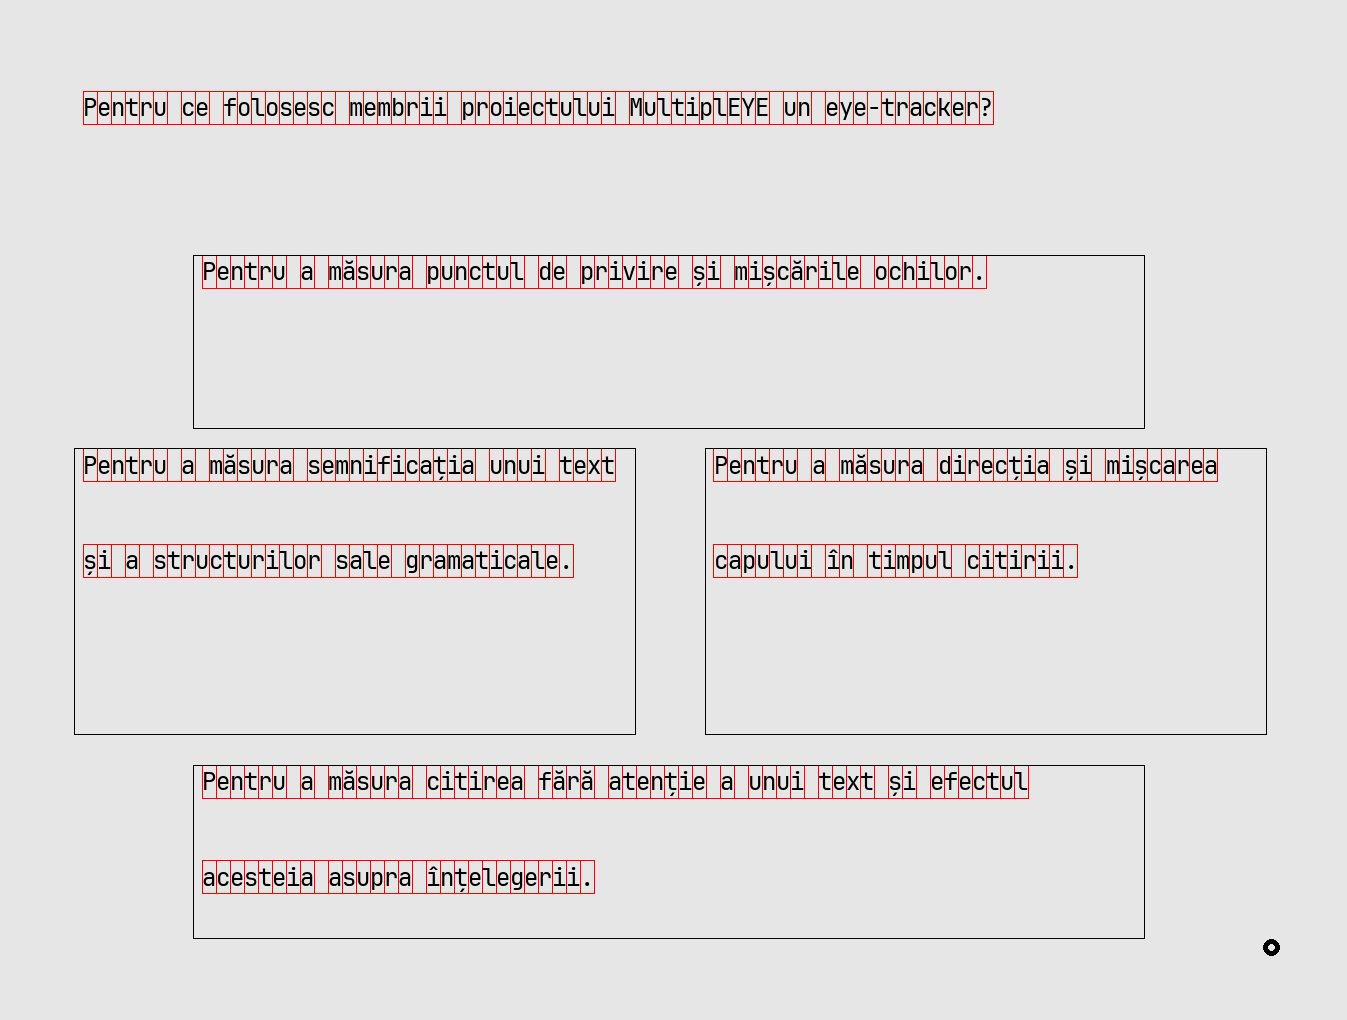 Pentru ce folosesc membrii proiectului MultiplEYE un eye-tracker?
Pentru a măsura punctul de privire și mișcările ochilor.
Pentru a măsura semnificația unui text
și a structurilor sale gramaticale.
Pentru a măsura direcția și mișcarea
capului în timpul citirii.
Pentru a măsura citirea fără atenție a unui text și efectul
acesteia asupra înțelegerii.